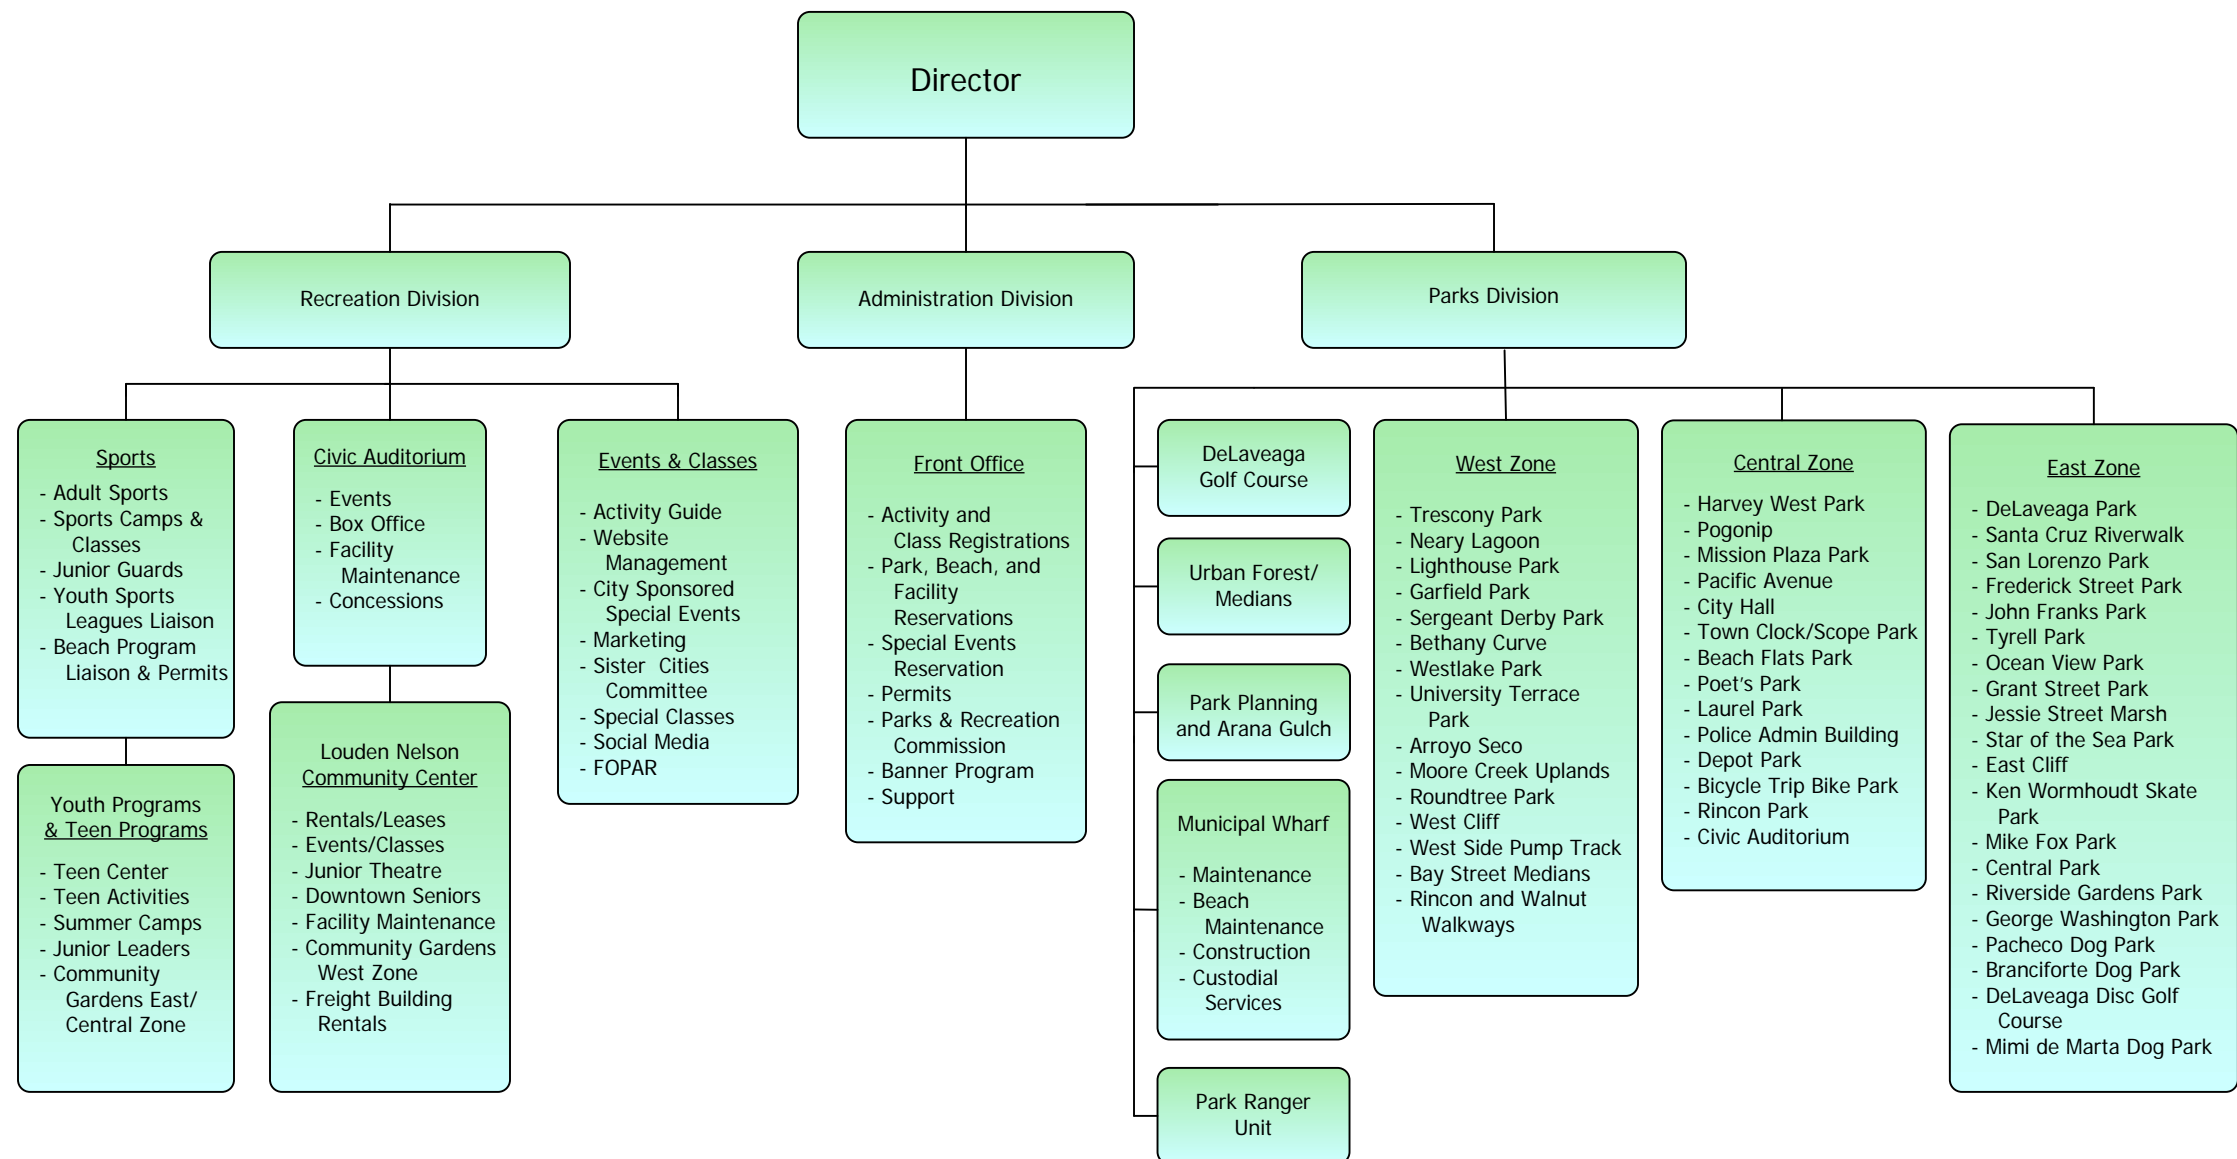 Director
Recreation Division
Administration Division
Parks Division
Sports
- Adult Sports
- Sports Camps &
Classes
- Junior Guards
- Youth Sports
Leagues Liaison
- Beach Program
Liaison & Permits
Youth Programs
& Teen Programs
- Teen Center
- Teen Activities
- Summer Camps
- Junior Leaders
- Community
Gardens East/
Central Zone
Civic Auditorium
- Events
- Box Office
- Facility
Maintenance
- Concessions
Louden Nelson
Community Center
- Rentals/Leases
- Events/Classes
- Junior Theatre
- Downtown Seniors
- Facility Maintenance
- Community Gardens
West Zone
- Freight Building
Rentals
Events & Classes
- Activity Guide
- Website
Management
- City Sponsored
Special Events
- Marketing
- Sister Cities
Committee
- Special Classes
- Social Media
- FOPAR
Front Office
- Activity and
Class Registrations
- Park, Beach, and
Facility
Reservations
- Special Events
Reservation
- Permits
- Parks & Recreation
Commission
- Banner Program
- Support
DeLaveaga
Golf Course
Urban Forest/
Medians
Park Planning
and Arana Gulch
Municipal Wharf
- Maintenance
- Beach
Maintenance
- Construction
- Custodial
Services
Park Ranger
Unit
West Zone
- Trescony Park
- Neary Lagoon
- Lighthouse Park
- Garfield Park
- Sergeant Derby Park
- Bethany Curve
- Westlake Park
- University Terrace
Park
- Arroyo Seco
- Moore Creek Uplands
- Roundtree Park
- West Cliff
- West Side Pump Track
- Bay Street Medians
- Rincon and Walnut
Walkways
Central Zone
- Harvey West Park
- Pogonip
- Mission Plaza Park
- Pacific Avenue
- City Hall
- Town Clock/Scope Park
- Beach Flats Park
- Poet's Park
- Laurel Park
- Police Admin Building
- Depot Park
- Bicycle Trip Bike Park
- Rincon Park
- Civic Auditorium
East Zone
- DeLaveaga Park
- Santa Cruz Riverwalk
- San Lorenzo Park
- Frederick Street Park
- John Franks Park
- Tyrell Park
- Ocean View Park
- Grant Street Park
- Jessie Street Marsh
- Star of the Sea Park
- East Cliff
- Ken Wormhoudt Skate
Park
- Mike Fox Park
- Central Park
- Riverside Gardens Park
- George Washington Park
- Pacheco Dog Park
- Branciforte Dog Park
- DeLaveaga Disc Golf
Course
- Mimi de Marta Dog Park